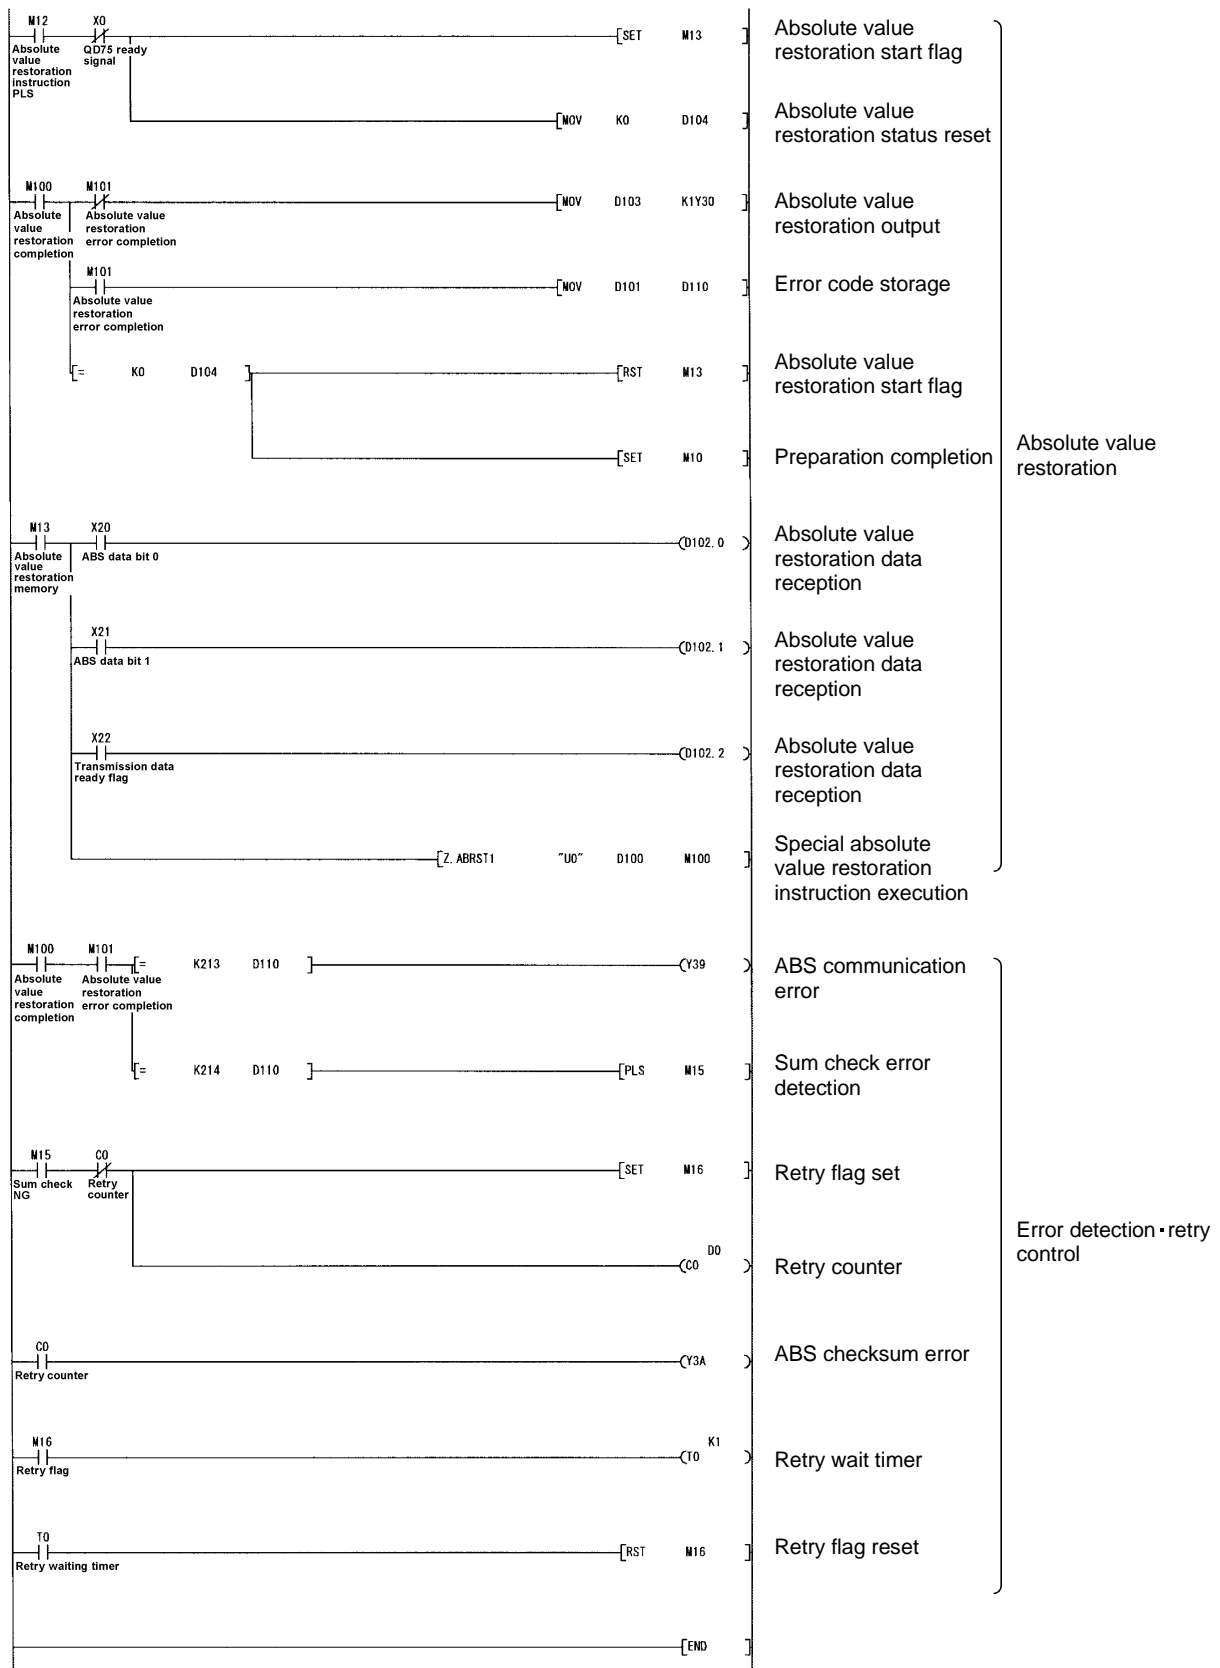 M12 X0
[SET M13 ]
Absolute value restoration instruction PLS
QD75 ready signal
Absolute value
restoration start flag
[MOV K0 D104 ]
Absolute value
restoration status reset
M100 M101
[MOV D103 K1Y30 ]
Absolute value restoration completion
Absolute value restoration error completion
Absolute value
restoration output
M101
[MOV D101 D110 ]
Absolute value
restoration
error completion
Error code storage
[= K0 D104 ]
[RST M13 ]
Absolute value
restoration start flag
[SET M10 ]
Preparation completion
Absolute value
restoration
M13 X20
(D102.0 )
Absolute value restoration memory
ABS data bit 0
Absolute value
restoration data
reception
X21
(D102.1 )
ABS data bit 1
Absolute value
restoration data
reception
X22
(D102.2 )
Transmission data
ready flag
Absolute value
restoration data
reception
[Z.ABRST1 "U0" D100 M100 ]
Special absolute
value restoration
instruction execution
M100 M101
[= K213 D110 ]
(Y39 )
Absolute value restoration completion
Absolute value restoration error completion
ABS communication
error
[= K214 D110 ]
[PLS M15 ]
Sum check error
detection
M15 C0
[SET M16 ]
Sum check NG
Retry counter
Retry flag set
D0
(C0 )
Retry counter
Error detection・retry
control
C0
(Y3A )
Retry counter
ABS checksum error
M16
K1
(T0 )
Retry flag
Retry wait timer
T0
[RST M16 ]
Retry waiting timer
Retry flag reset
[END ]